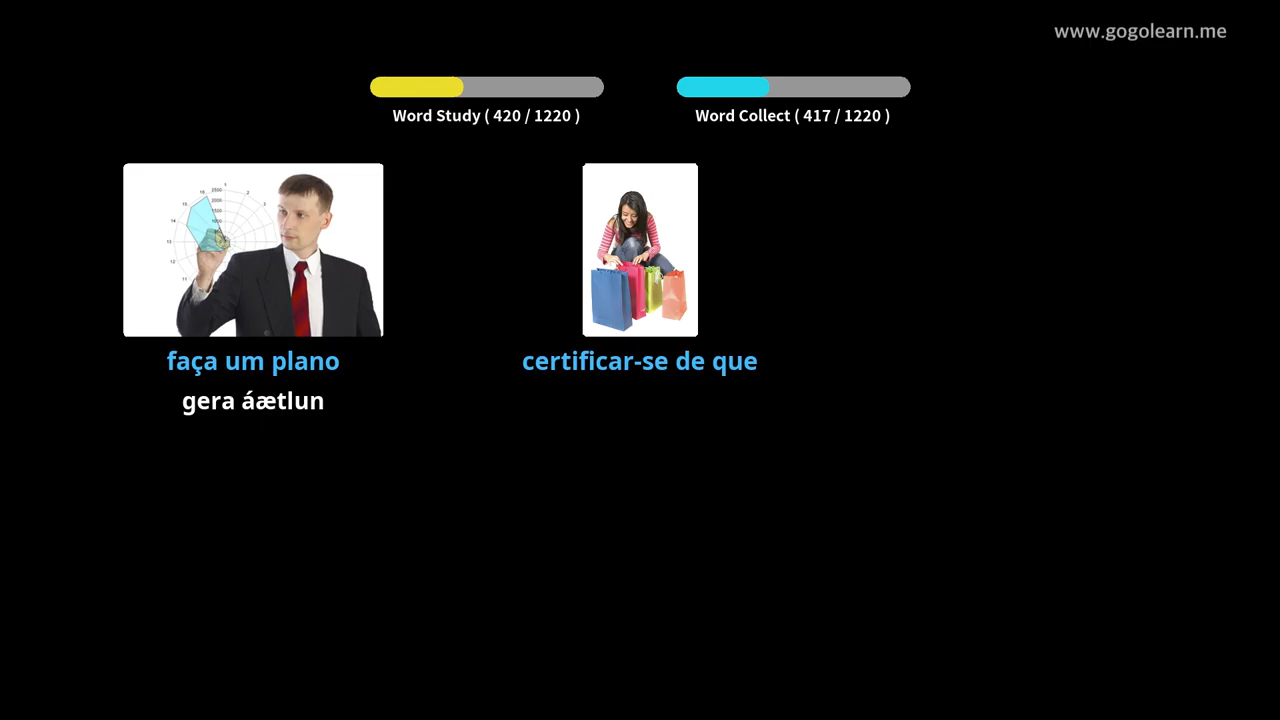 www.gogolearn.me
Word Study ( 420 / 1220 )
Word Collect ( 417 / 1220 )
faça um plano
gera áætlun
certificar-se de que